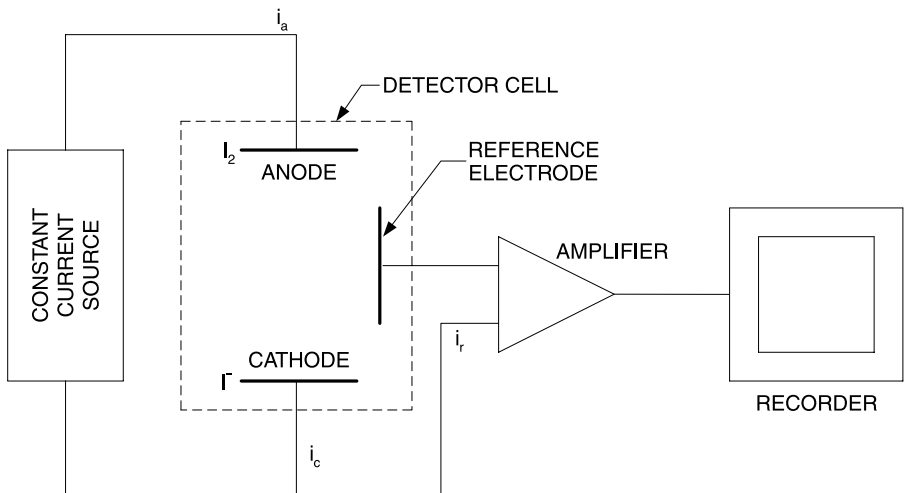 i_a
DETECTOR CELL
I_2
ANODE
REFERENCE
ELECTRODE
CONSTANT
CURRENT
SOURCE
AMPLIFIER
i_r
CATHODE
I^-
RECORDER
i_c